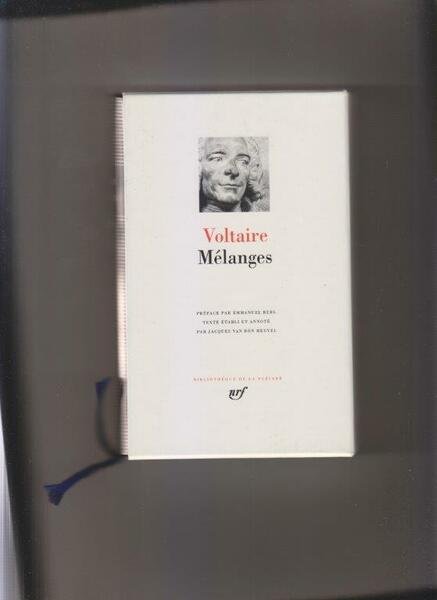 Voltaire
Mélanges
PRÉFACE PAR EMMANUEL BERL
TEXTE ÉTABLI ET ANNOTÉ
PAR JACQUES VAN DEN HEUVEL
BIBLIOTHÈQUE DE LA PLÉIADE
nrf